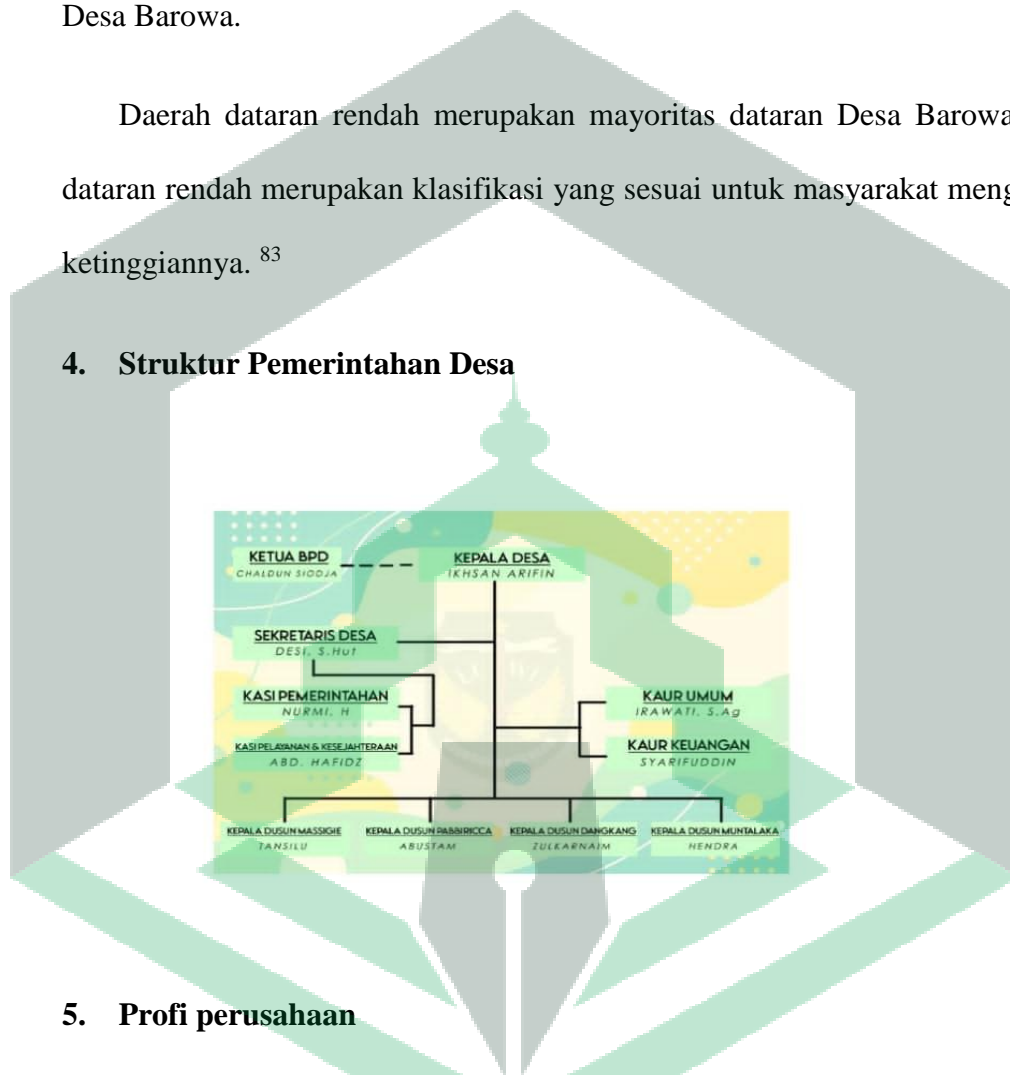 Desa Barowa.
Daerah dataran rendah merupakan mayoritas dataran Desa Barowa
dataran rendah merupakan klasifikasi yang sesuai untuk masyarakat meng
ketinggiannya. 83
4. Struktur Pemerintahan Desa
KETUA BPD
CHALDUN SIODJA
KEPALA DESA
IKHSAN ARIFIN
SEKRETARIS DESA
DESI, S.Hut
KASI PEMERINTAHAN
NURMI, H
KASI PELAYANAN & KESEJAHTERAAN
ABD. HAFIDZ
KAUR UMUM
IRAWATI, S.Ag
KAUR KEUANGAN
SYARIFUDDIN
KEPALA DUSUN MASSIGIE
TANSILU
KEPALA DUSUN PABBIRICCA
ABUSTAM
KEPALA DUSUN DANGKANG
ZULKARNAIM
KEPALA DUSUN MUNTALAKA
HENDRA
5. Profi perusahaan